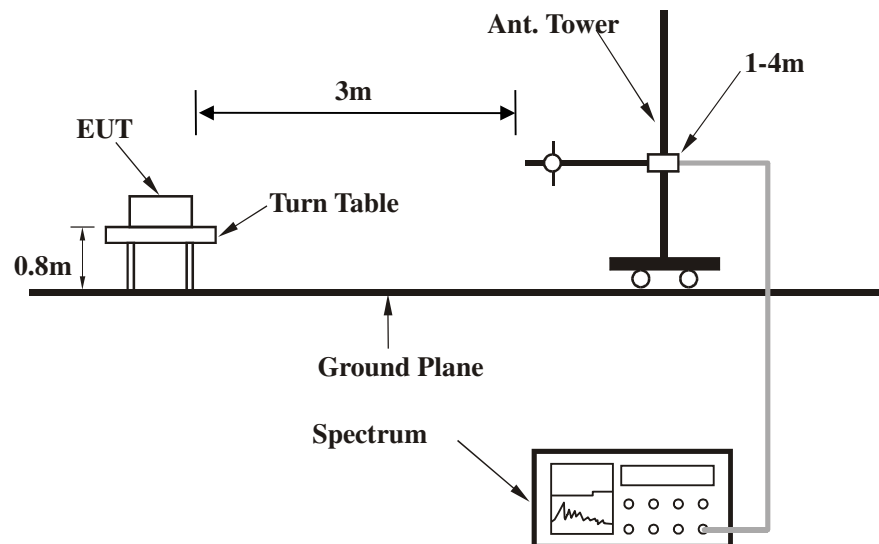 Ant. Tower
1-4m
3m
EUT
Turn Table
0.8m
Ground Plane
Spectrum